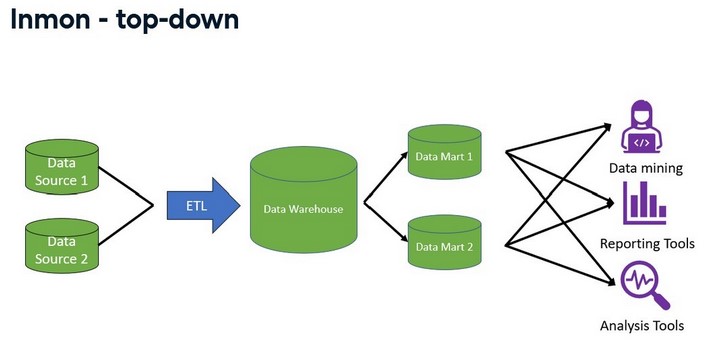 Inmon - top-down
Data
Source 1
Data
Source 2
ETL
Data Warehouse
Data Mart 1
Data Mart 2
</>
Data mining
Reporting Tools
Analysis Tools